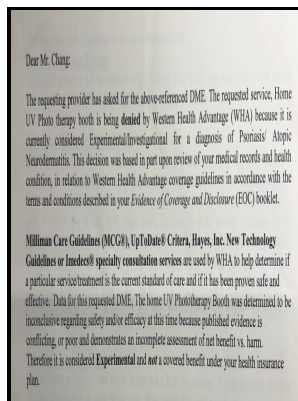 Dear Mr. Chang:
The requesting provider has asked for the above-referenced DME. The requested service, Home
UV Photo therapy booth is being denied by Western Health Advantage (WHA) because it is
currently considered Experimental/Investigational for a diagnosis of Psoriasis/ Atopic
Neurodermatitis. This decision was based in part upon review of your medical records and health
condition, in relation to Western Health Advantage coverage guidelines in accordance with the
terms and conditions described in your Evidence of Coverage and Disclosure (EOC) booklet.
Milliman Care Guidelines (MCG®), UpToDate® Critera, Hayes, Inc. New Technology
Guidelines or Imedecs® specialty consultation services are used by WHA to help determine if
a particular service/treatment is the current standard of care and if it has been proven safe and
effective. Data for this requested DME, The home UV Phototherapy Booth was determined to be
inconclusive regarding safety and/or efficacy at this time because published evidence is
conflicting, or poor and demonstrates an incomplete assessment of net benefit vs. harm.
Therefore it is considered Experimental and not a covered benefit under your health insurance
plan.